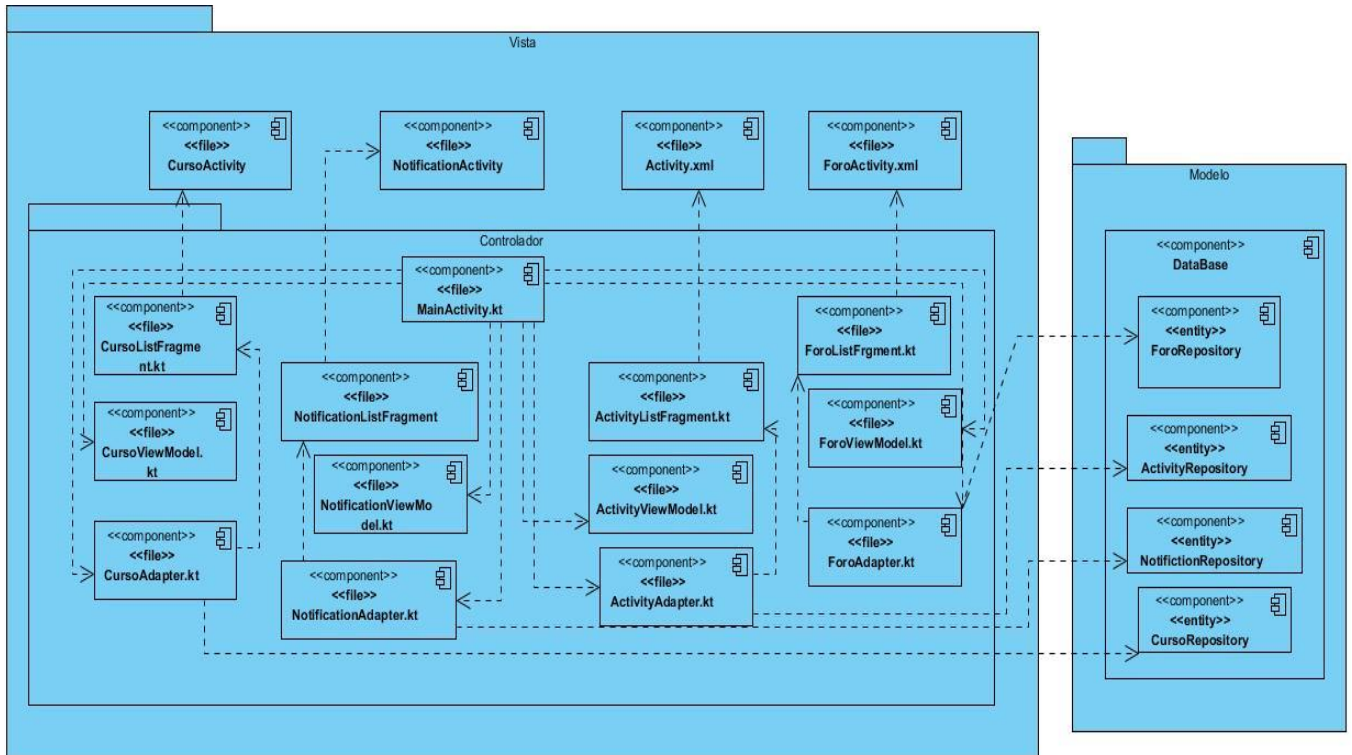 Vista
<<component>>
<<file>>
CursoActivity
<<component>>
<<file>>
NotificationActivity
<<component>>
<<file>>
Activity.xml
<<component>>
<<file>>
ForoActivity.xml
Controlador
<<component>>
<<file>>
MainActivity.kt
<<component>>
<<file>>
CursoListFragme
nt.kt
<<component>>
<<file>>
CursoViewModel.
kt
<<component>>
<<file>>
CursoAdapter.kt
<<component>>
<<file>>
NotificationListFragment
<<component>>
<<file>>
NotificationViewMo
del.kt
<<component>>
<<file>>
NotificationAdapter.kt
<<component>>
<<file>>
ActivityListFragment.kt
<<component>>
<<file>>
ActivityViewModel.kt
<<component>>
<<file>>
ActivityAdapter.kt
<<component>>
<<file>>
ForoListFrgment.kt
<<component>>
<<file>>
ForoViewModel.kt
<<component>>
<<file>>
ForoAdapter.kt
Modelo
<<component>>
DataBase
<<component>>
<<entity>>
ForoRepository
<<component>>
<<entity>>
ActivityRepository
<<component>>
<<entity>>
NotifictionRepository
<<component>>
<<entity>>
CursoRepository